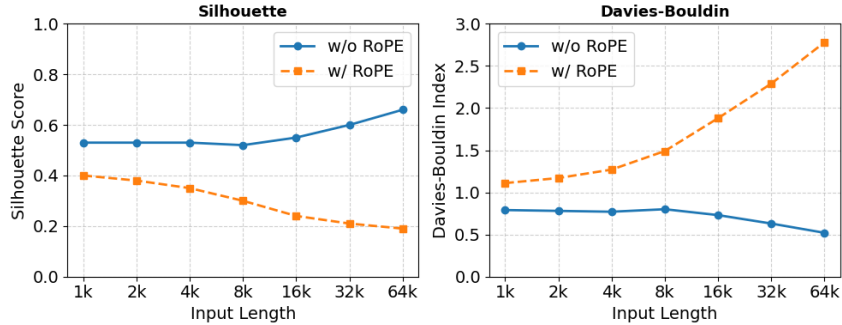 Silhouette
1.0
0.8
0.6
0.4
0.2
0.0
Silhouette Score
w/o RoPE
w/ RoPE
1k 2k 4k 8k 16k 32k 64k
Input Length
Davies-Bouldin
3.0
2.5
2.0
1.5
1.0
0.5
0.0
Davies-Bouldin Index
w/o RoPE
w/ RoPE
1k 2k 4k 8k 16k 32k 64k
Input Length